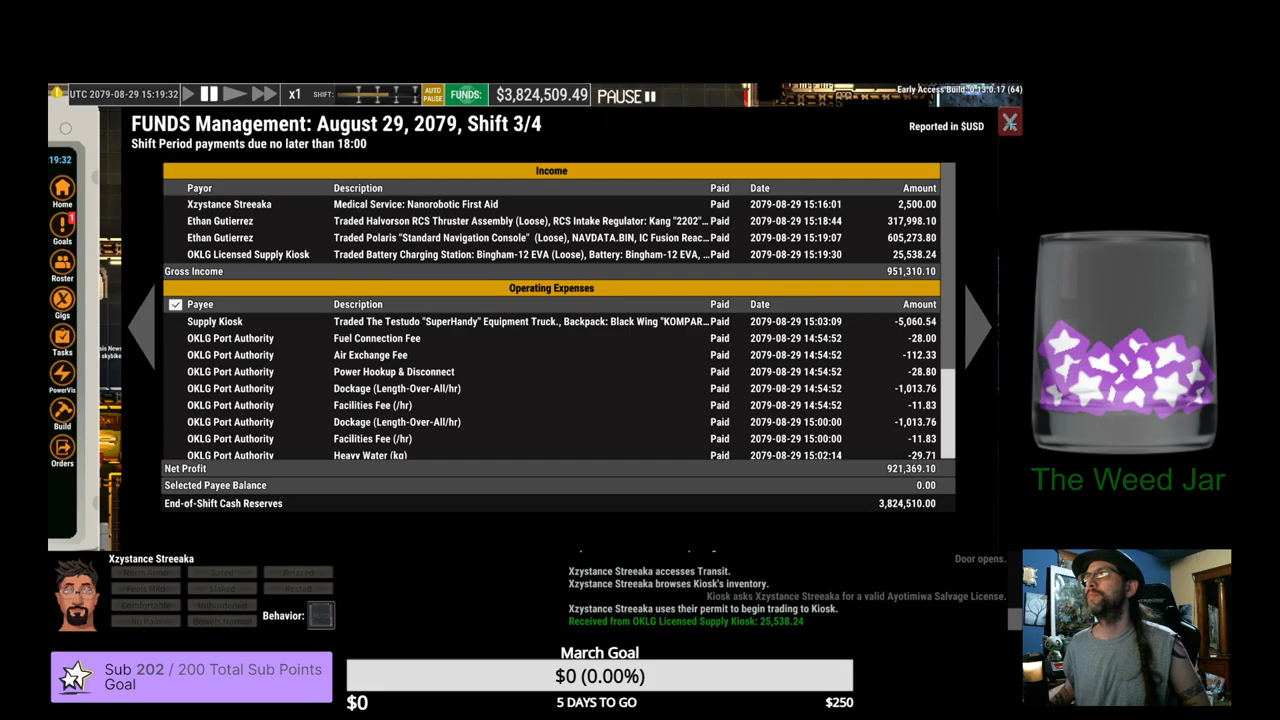 UTC 2079-08-29 15:19:32
x1
SHIFT:
AUTO PAUSE
FUNDS:
$3,824,509.49
PAUSE
Early Access Build: 0.13.0.17 (64)
FUNDS Management: August 29, 2079, Shift 3/4
Reported in $USD
Shift Period payments due no later than 18:00
:19:32
Home
1
Goals
Roster
Gigs
Tasks
PowerVis
Build
Orders
Income
Payor Description Paid Date Amount
Xzystance Streeaka Medical Service: Nanorobotic First Aid Paid 2079-08-29 15:16:01 2,500.00
Ethan Gutierrez Traded Halvorson RCS Thruster Assembly (Loose), RCS Intake Regulator: Kang "2202"... Paid 2079-08-29 15:18:44 317,998.10
Ethan Gutierrez Traded Polaris "Standard Navigation Console" (Loose), NAVDATA.BIN, IC Fusion Reac... Paid 2079-08-29 15:19:07 605,273.80
OKLG Licensed Supply Kiosk Traded Battery Charging Station: Bingham-12 EVA (Loose), Battery: Bingham-12 EVA, ... Paid 2079-08-29 15:19:30 25,538.24
Gross Income 951,310.10
Operating Expenses
Payee Description Paid Date Amount
Supply Kiosk Traded The Testudo "SuperHandy" Equipment Truck., Backpack: Black Wing "KOMPAR... Paid 2079-08-29 15:03:09 -5,060.54
OKLG Port Authority Fuel Connection Fee Paid 2079-08-29 14:54:52 -28.00
OKLG Port Authority Air Exchange Fee Paid 2079-08-29 14:54:52 -112.33
OKLG Port Authority Power Hookup & Disconnect Paid 2079-08-29 14:54:52 -28.80
OKLG Port Authority Dockage (Length-Over-All/hr) Paid 2079-08-29 14:54:52 -1,013.76
OKLG Port Authority Facilities Fee (/hr) Paid 2079-08-29 14:54:52 -11.83
OKLG Port Authority Dockage (Length-Over-All/hr) Paid 2079-08-29 15:00:00 -1,013.76
OKLG Port Authority Facilities Fee (/hr) Paid 2079-08-29 15:00:00 -11.83
OKLG Port Authority Heavy Water (kg) Paid 2079-08-29 15:02:14 -29.71
Net Profit 921,369.10
Selected Payee Balance 0.00
End-of-Shift Cash Reserves 3,824,510.00
The Weed Jar
Xzystance Streeaka
Sated
Relaxed
Feels Mild
Slaked
Rested
Comfortable
Unburdened
No Pain
Bowels Normal
Behavior:
Door opens.
Xzystance Streeaka accesses Transit.
Xzystance Streeaka browses Kiosk's inventory.
Kiosk asks Xzystance Streeaka for a valid Ayotimiwa Salvage License.
Xzystance Streeaka uses their permit to begin trading to Kiosk.
Received from OKLG Licensed Supply Kiosk: 25,538.24
Sub 202 / 200 Total Sub Points
Goal
March Goal
$0 (0.00%)
$0
5 DAYS TO GO
$250